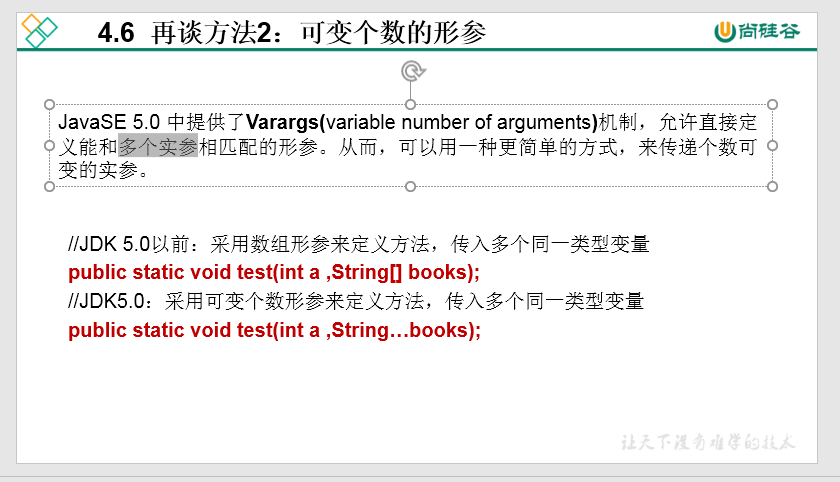 4.6 再谈方法2：可变个数的形参
尚硅谷
JavaSE 5.0 中提供了Varargs(variable number of arguments)机制，允许直接定
义能和多个实参相匹配的形参。从而，可以用一种更简单的方式，来传递个数可
变的实参。
//JDK 5.0以前：采用数组形参来定义方法，传入多个同一类型变量
public static void test(int a ,String[] books);
//JDK5.0：采用可变个数形参来定义方法，传入多个同一类型变量
public static void test(int a ,String…books);
让天下没有难学的技术